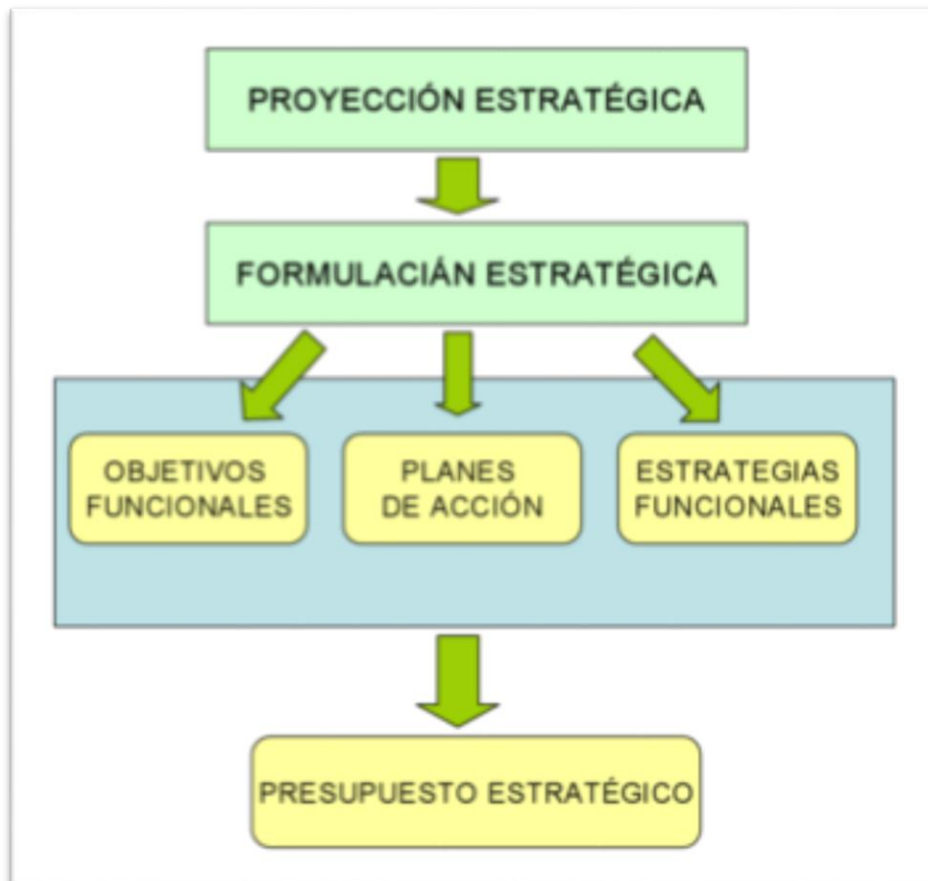 PROYECCIÓN ESTRATÉGICA
FORMULACIÁN ESTRATÉGICA
OBJETIVOS
FUNCIONALES
PLANES
DE ACCIÓN
ESTRATEGIAS
FUNCIONALES
PRESUPUESTO ESTRATÉGICO